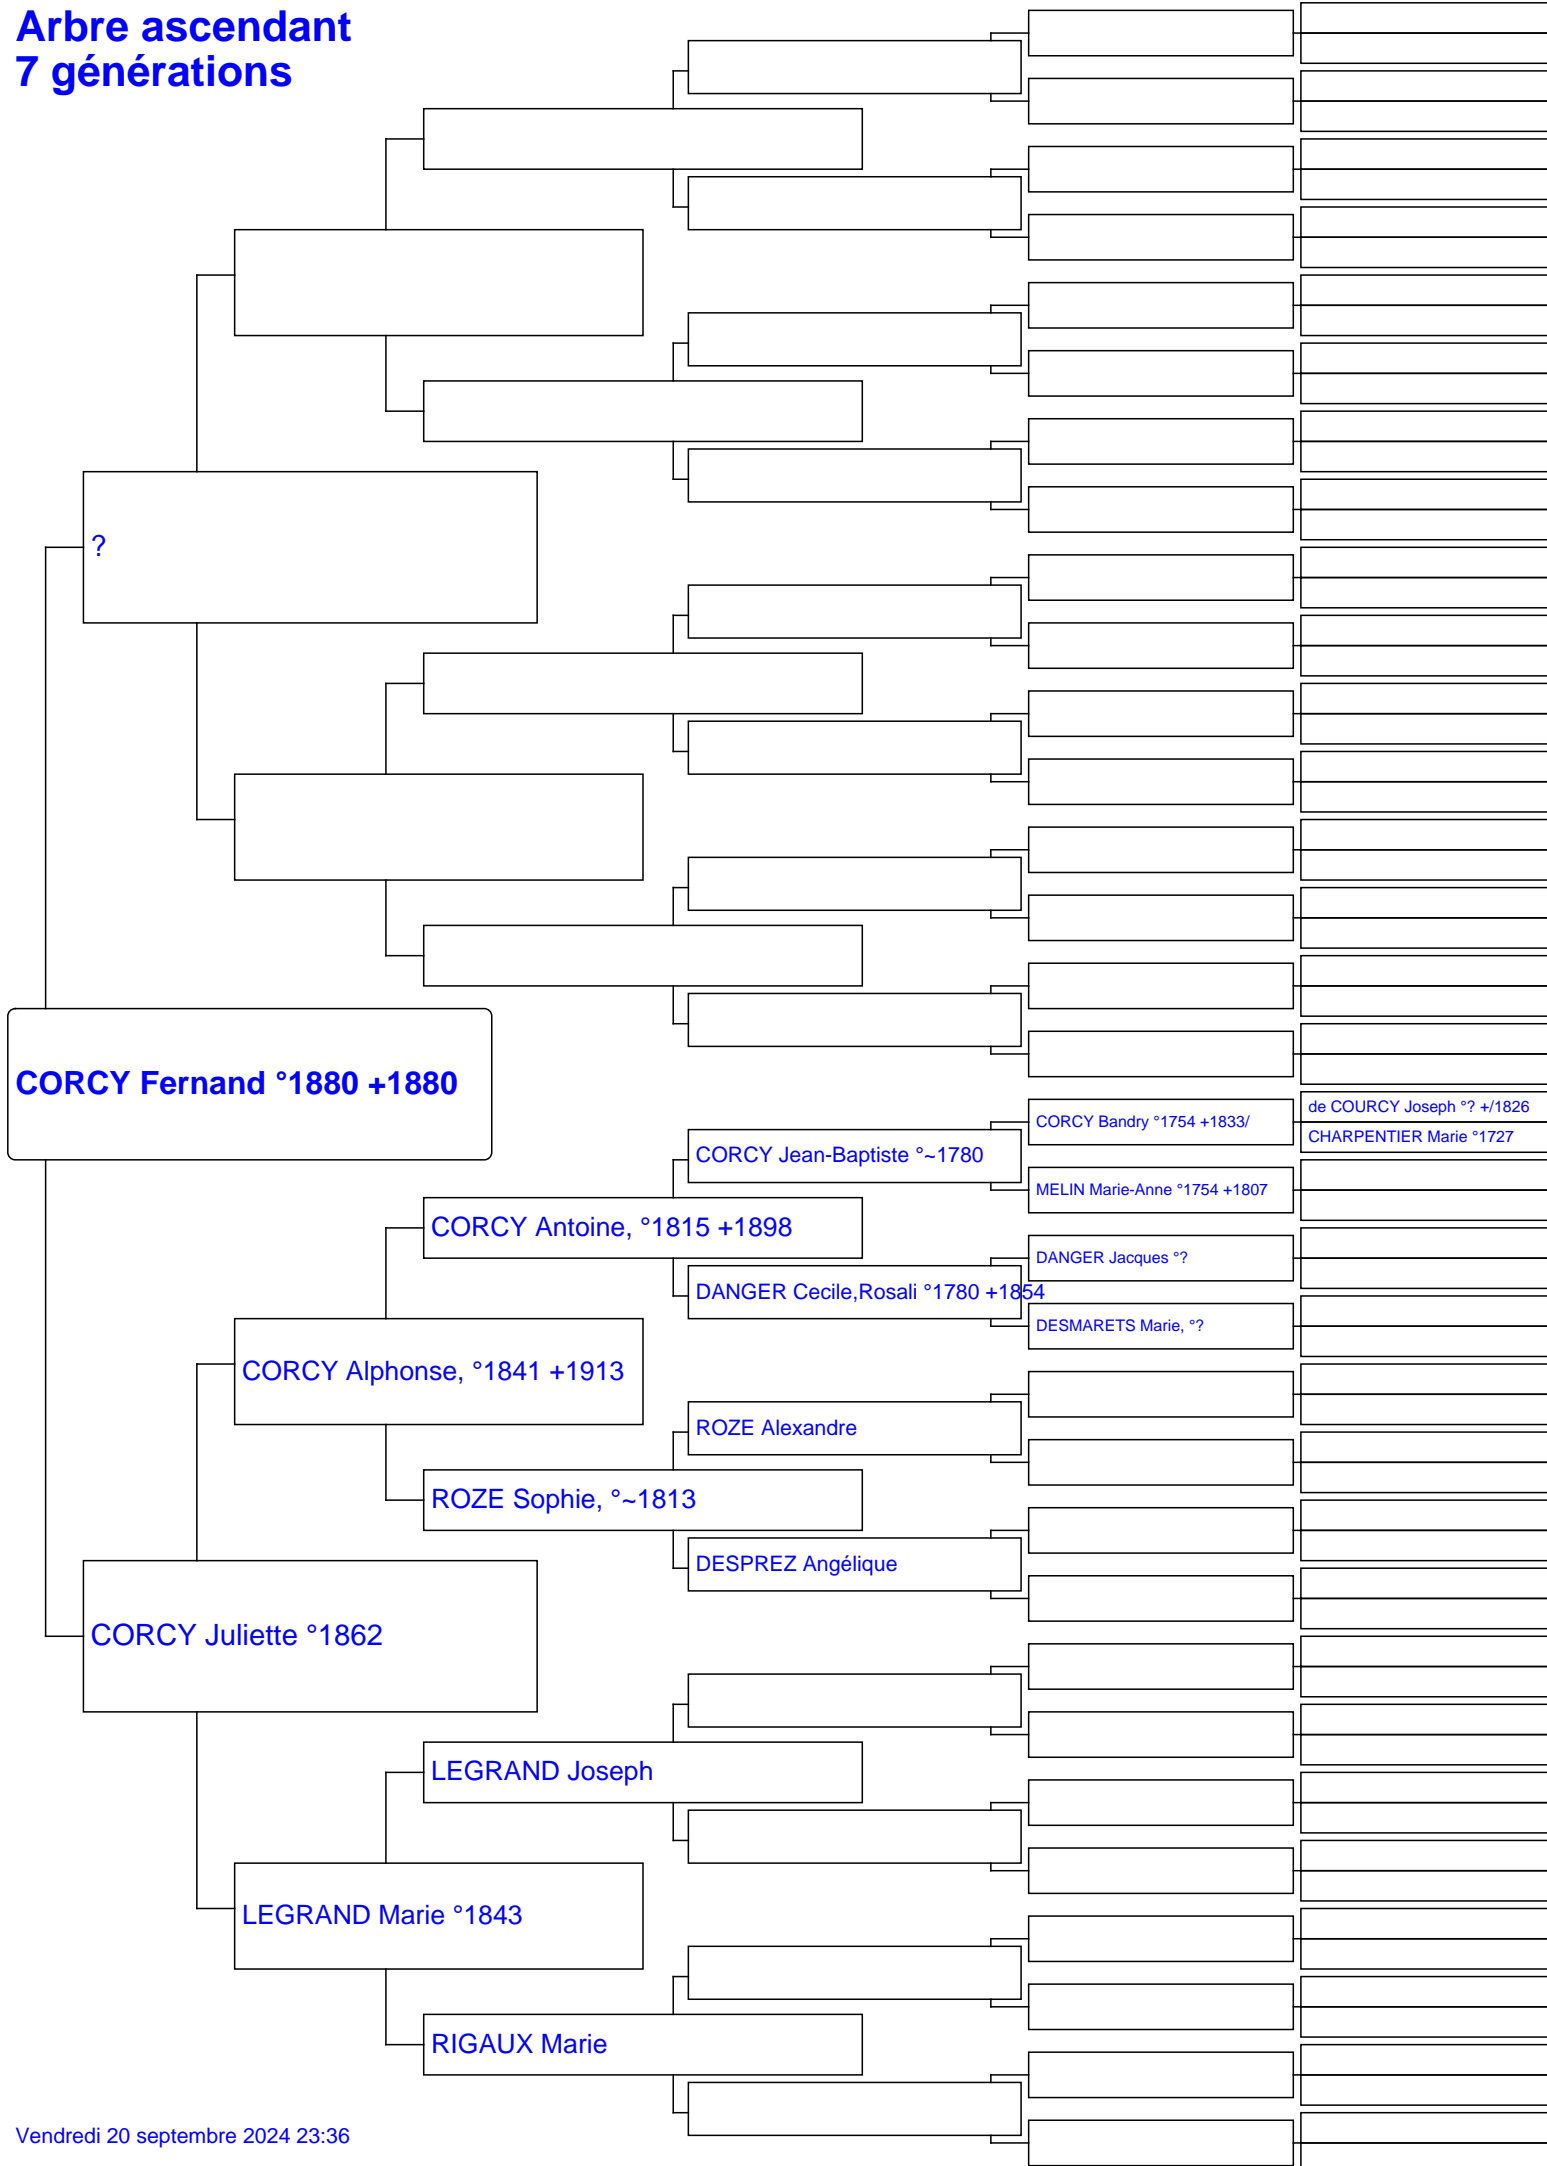 Arbre ascendant
7 générations
?
CORCY Fernand °1880 +1880
de COURCY Joseph °? +/1826
CORCY Bandry °1754 +1833/
CHARPENTIER Marie °1727
CORCY Jean-Baptiste °~1780
MELIN Marie-Anne °1754 +1807
CORCY Antoine, °1815 +1898
DANGER Jacques °?
DANGER Cecile,Rosali °1780 +1854
DESMARETS Marie, °?
CORCY Alphonse, °1841 +1913
ROZE Alexandre
ROZE Sophie, °~1813
DESPREZ Angélique
CORCY Juliette °1862
LEGRAND Joseph
LEGRAND Marie °1843
RIGAUX Marie
Vendredi 20 septembre 2024 23:36